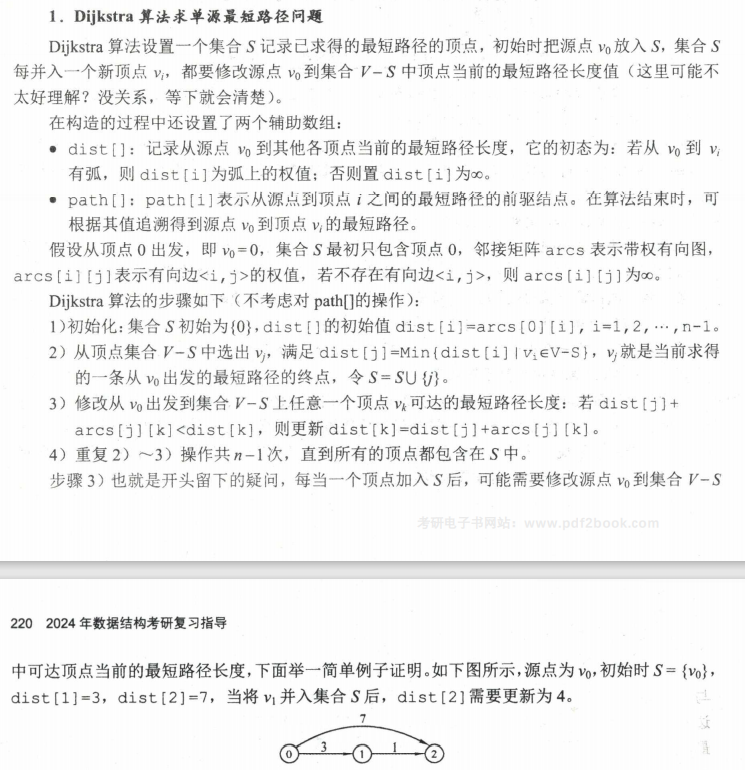 1．Dijkstra 算法求单源最短路径问题
Dijkstra 算法设置一个集合 S 记录已求得的最短路径的顶点，初始时把源点 v₀ 放入 S，集合 S
每并入一个新顶点 vᵢ，都要修改源点 v₀ 到集合 V－S 中顶点当前的最短路径长度值（这里可能不
太好理解？没关系，等下就会清楚）。
在构造的过程中还设置了两个辅助数组：
● dist[]：记录从源点 v₀ 到其他各顶点当前的最短路径长度，它的初态为：若从 v₀ 到 vᵢ
有弧，则 dist[i]为弧上的权值；否则置 dist[i]为∞。
● path[]：path[i]表示从源点到顶点 i 之间的最短路径的前驱结点。在算法结束时，可
根据其值追溯得到源点 v₀ 到顶点 vᵢ 的最短路径。
假设从顶点 0 出发，即 v₀=0，集合 S 最初只包含顶点 0，邻接矩阵 arcs 表示带权有向图，
arcs[i][j]表示有向边<i,j>的权值，若不存在有向边<i,j>，则 arcs[i][j]为∞。
Dijkstra 算法的步骤如下（不考虑对 path[]的操作）：
1)初始化：集合 S 初始为{0}，dist[]的初始值 dist[i]=arcs[0][i]，i=1,2,…,n-1。
2）从顶点集合 V－S 中选出 vⱼ，满足 dist[j]=Min{dist[i]|vᵢ∈V-S}，vⱼ 就是当前求得
的一条从 v₀ 出发的最短路径的终点，令 S=S∪{j}。
3）修改从 v₀ 出发到集合 V－S 上任意一个顶点 vₖ 可达的最短路径长度：若 dist[j]+
arcs[j][k]<dist[k]，则更新 dist[k]=dist[j]+arcs[j][k]。
4）重复 2）～3）操作共 n－1 次，直到所有的顶点都包含在 S 中。
步骤 3）也就是开头留下的疑问，每当一个顶点加入 S 后，可能需要修改源点 v₀ 到集合 V－S
考研电子书网站：www.pdf2book.com
220 2024 年数据结构考研复习指导
中可达顶点当前的最短路径长度，下面举一简单例子证明。如下图所示，源点为 v₀，初始时 S = {v₀}，
dist[1]=3，dist[2]=7，当将 v₁ 并入集合 S 后，dist[2]需要更新为 4。
7
0 3 1 1 2